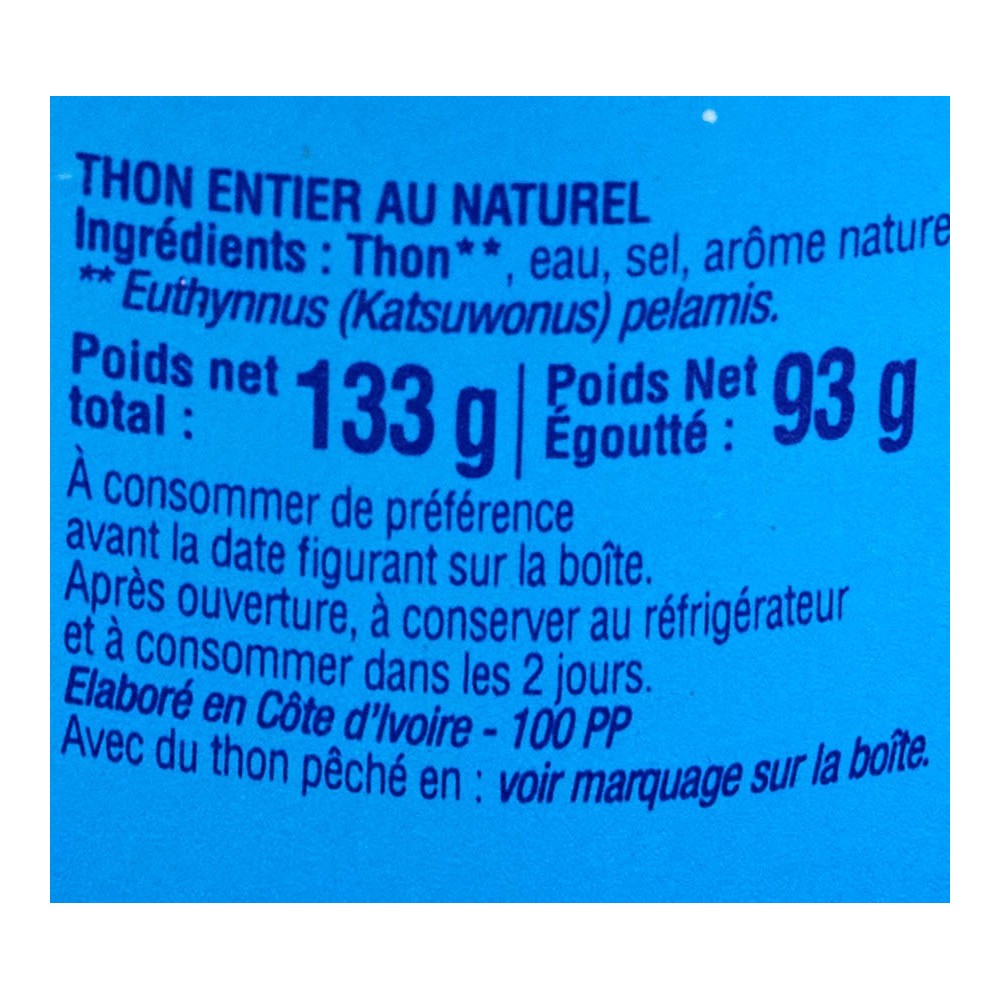 THON ENTIER AU NATUREL
Ingrédients : Thon**, eau, sel, arôme nature
** Euthynnus (Katsuwonus) pelamis.
Poids net total : 133 g | Poids Net Égoutté : 93 g
À consommer de préférence
avant la date figurant sur la boîte.
Après ouverture, à conserver au réfrigérateur
et à consommer dans les 2 jours.
Elaboré en Côte d'Ivoire - 100 PP
Avec du thon pêché en : voir marquage sur la boîte.